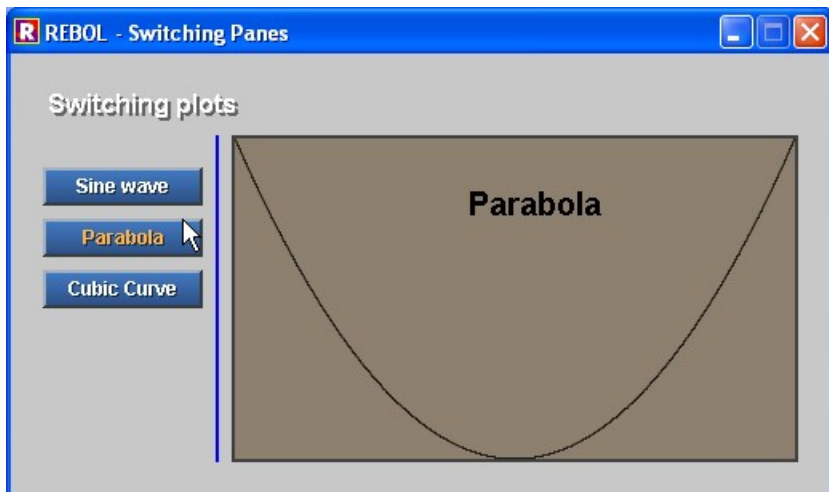 R REBOL - Switching Panes
Switching plots
Sine wave
Parabola
Cubic Curve
Parabola